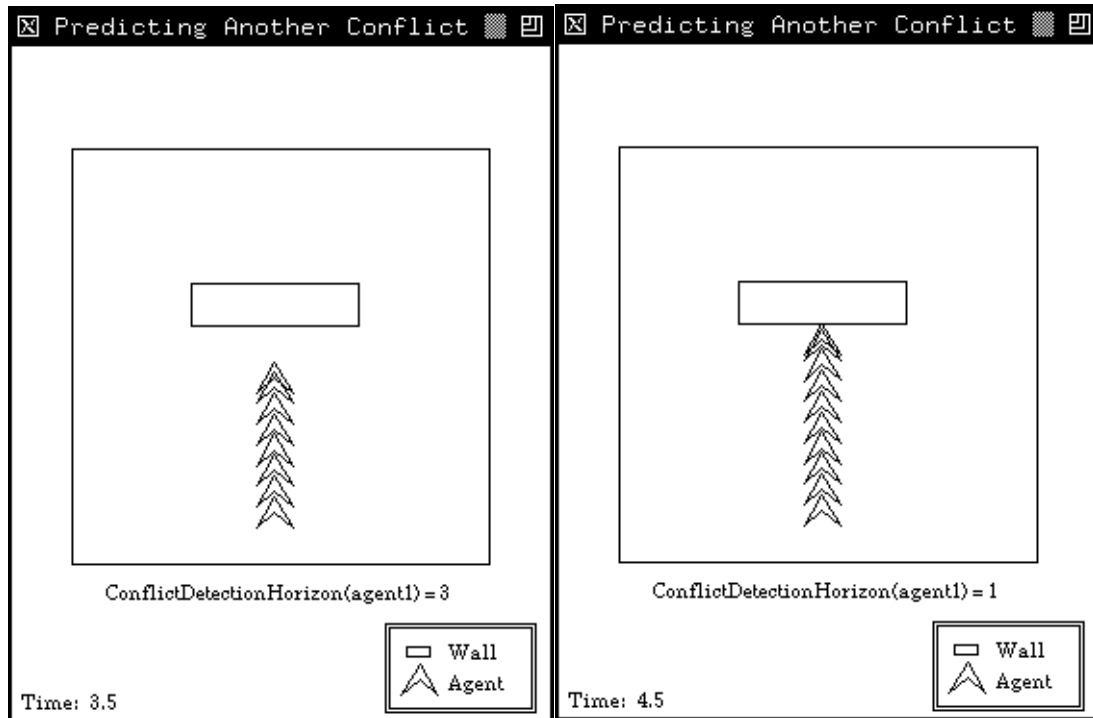 Predicting Another Conflict
ConflictDetectionHorizon(agent1) = 3
Wall
Agent
Time: 3.5
Predicting Another Conflict
ConflictDetectionHorizon(agent1) = 1
Wall
Agent
Time: 4.5